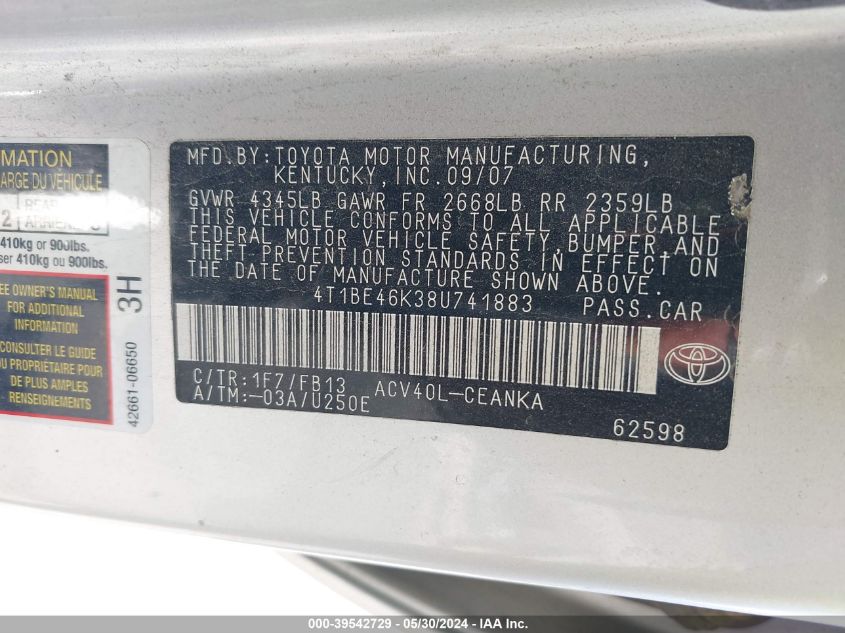 MFD.BY:TOYOTA MOTOR MANUFACTURING,
KENTUCKY,INC.09/07
GVWR 4345LB GAWR FR 2668LB RR 2359LB
THIS VEHICLE CONFORMS TO ALL APPLICABLE
FEDERAL MOTOR VEHICLE SAFETY,BUMPER AND
THEFT PREVENTION STANDARDS IN EFFECT ON
THE DATE OF MANUFACTURE SHOWN ABOVE.
4T1BE46K38U741883 PASS.CAR
C/TR:1F7/FB13 ACV40L-CEANKA
A/TM:-03A/U250E
62598
MATION
ARGE DU VÉHICULE
2
410kg or 900lbs.
ser 410kg ou 900lbs.
EE OWNER'S MANUAL
FOR ADDITIONAL
INFORMATION
CONSULTER LE GUIDE
DU PROPRIÉTAIRE POUR
DE PLUS AMPLES
RENSEIGNEMENTS
3H
42661-06650
000-39542729 - 05/30/2024 - IAA, Inc.